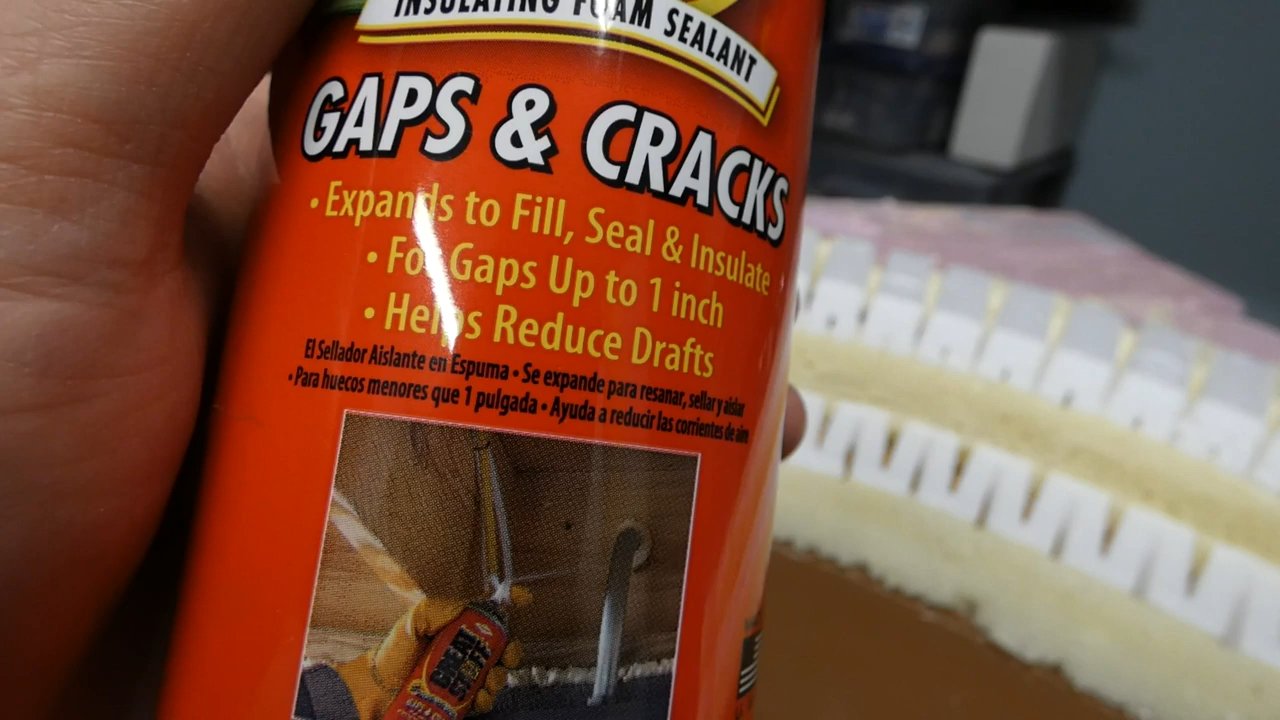 INSULATING FOAM SEALANT
GAPS & CRACKS
• Expands to Fill, Seal & Insulate
• For Gaps Up to 1 inch
• Helps Reduce Drafts
El Sellador Aislante en Espuma • Se expande para resanar, sellar y aislar
• Para huecos menores que 1 pulgada • Ayuda a reducir las corrientes de aire
GREAT
STUFF